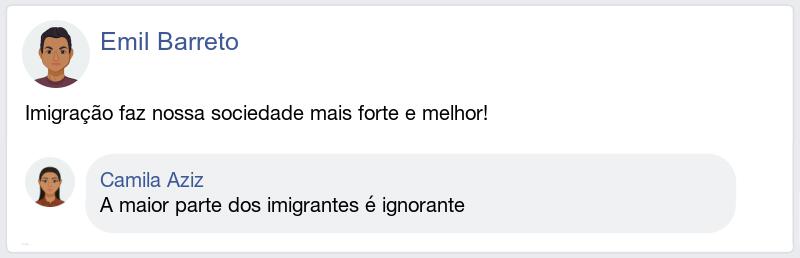 Emil Barreto
Imigração faz nossa sociedade mais forte e melhor!
Camila Aziz
A maior parte dos imigrantes é ignorante